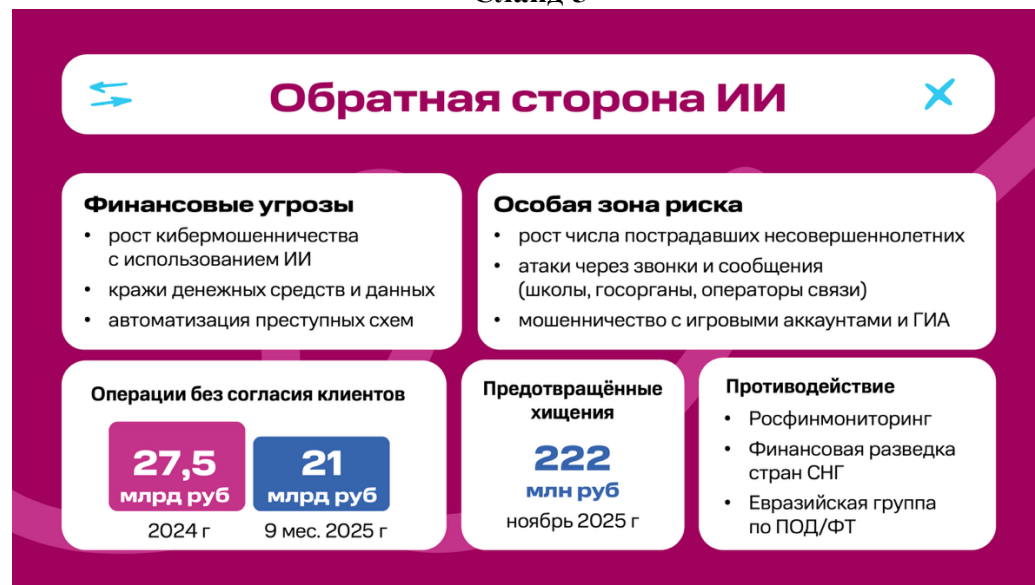 Слайд 3
Обратная сторона ИИ
Финансовые угрозы
• рост кибермошенничества
с использованием ИИ
• кражи денежных средств и данных
• автоматизация преступных схем
Особая зона риска
• рост числа пострадавших несовершеннолетних
• атаки через звонки и сообщения
(школы, госорганы, операторы связи)
• мошенничество с игровыми аккаунтами и ГИА
Операции без согласия клиентов
27,5
млрд руб
2024 г
21
млрд руб
9 мес. 2025 г
Предотвращённые
хищения
222
млн руб
ноябрь 2025 г
Противодействие
• Росфинмониторинг
• Финансовая разведка
стран СНГ
• Евразийская группа
по ПОД/ФТ